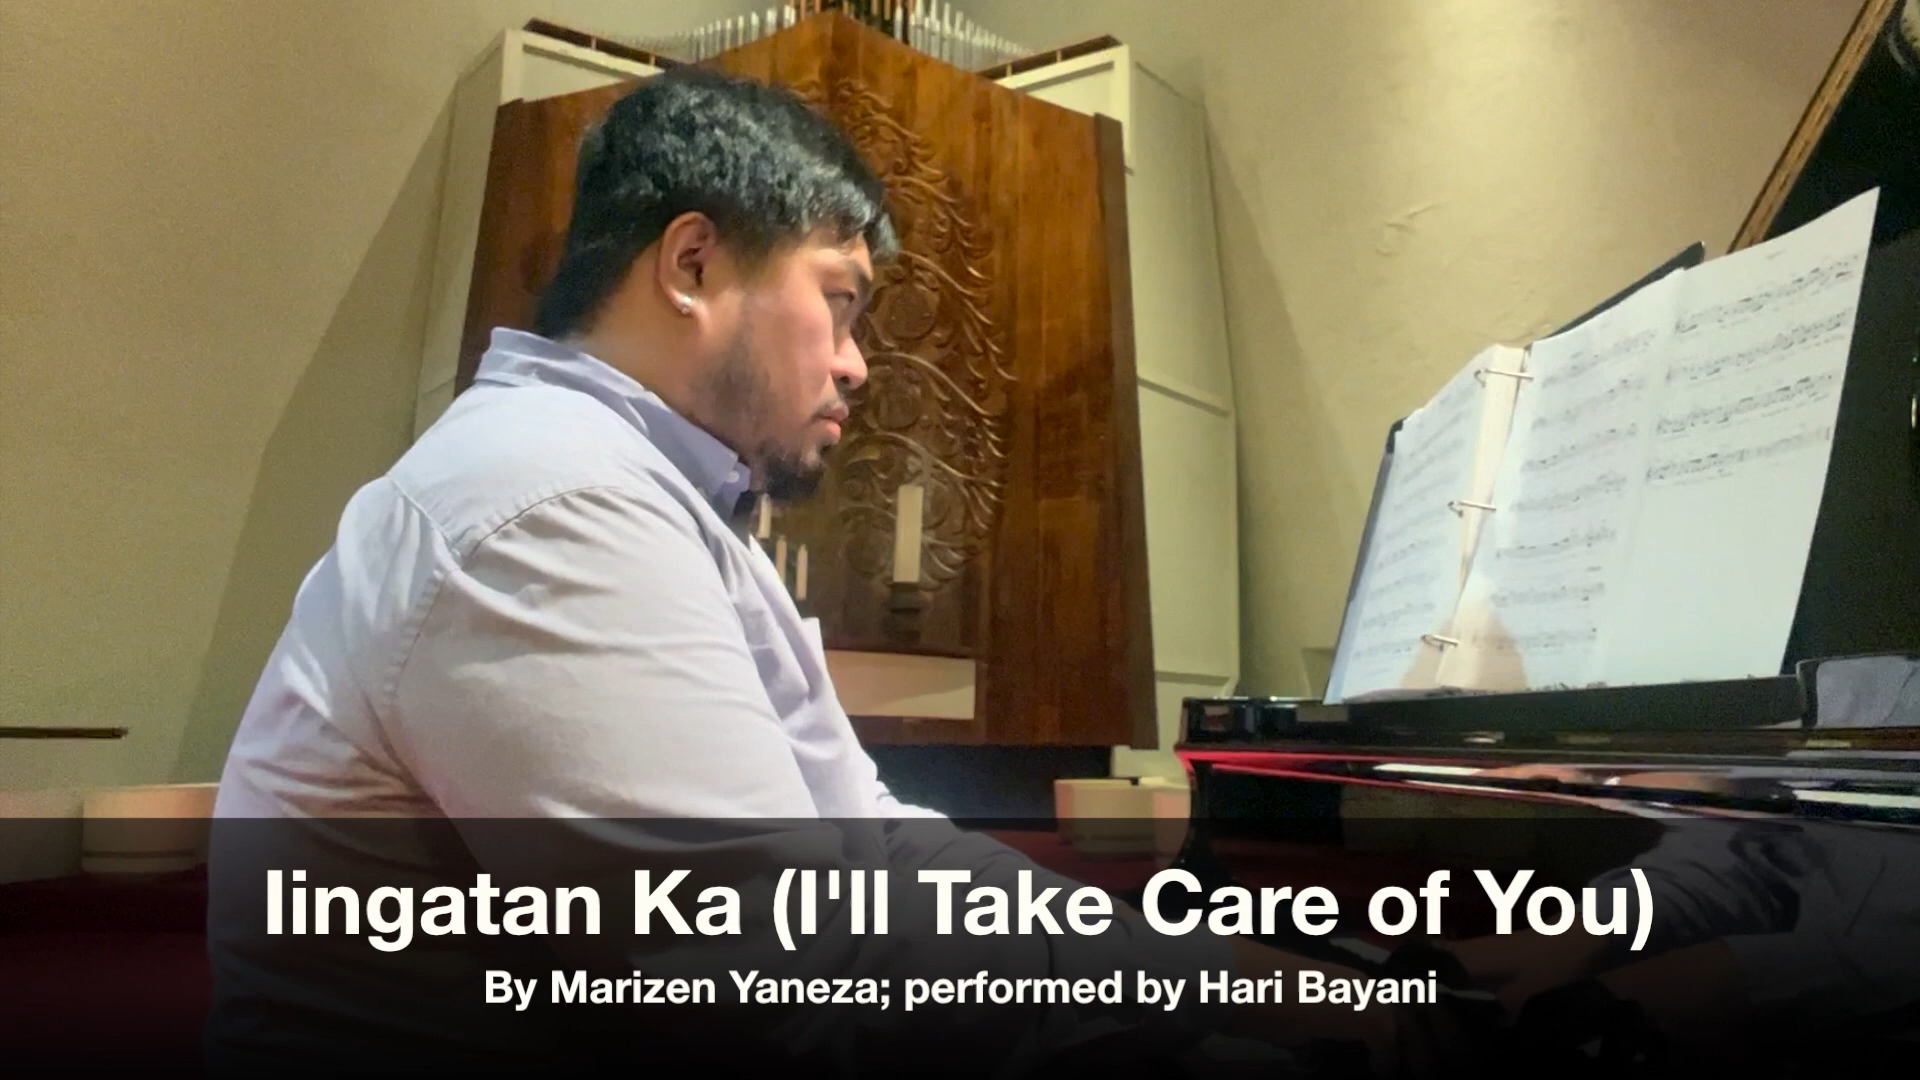 Iingatan Ka (I'll Take Care of You)
By Marizen Yaneza; performed by Hari Bayani